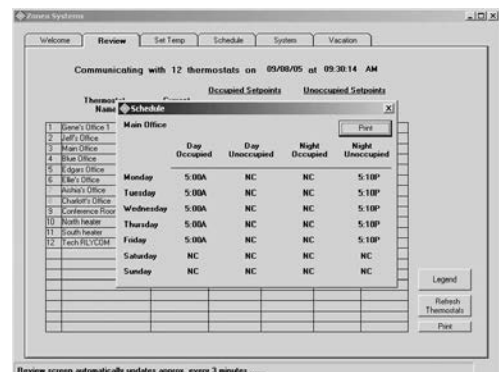 Zonex Systems
Welcome Review Set Temp Schedule System Vacation
Communicating with 12 thermostats on 09/08/05 at 09:30:14 AM
Occupied Setpoints Unoccupied Setpoints
Thermostat
Name
Schedule
Main Office Print
Day Occupied Day Unoccupied Night Occupied Night Unoccupied
Monday 5:00A NC NC 5:10P
Tuesday 5:00A NC NC 5:10P
Wednesday 5:00A NC NC 5:10P
Thursday 5:00A NC NC 5:10P
Friday 5:00A NC NC 5:10P
Saturday NC NC NC NC
Sunday NC NC NC NC
1 Gene's Office 1
2 Jeff's Office
3 Main Office
4 Blue Office
5 Edgars Office
6 Ellie's Office
7 Aishia's Office
8 Charlott's Office
9 Conference Room
10 North heater
11 South heater
12 Tech RLYCOM
Legend
Refresh
Thermostats
Print
Review screen automatically updates approx. every 3 minutes